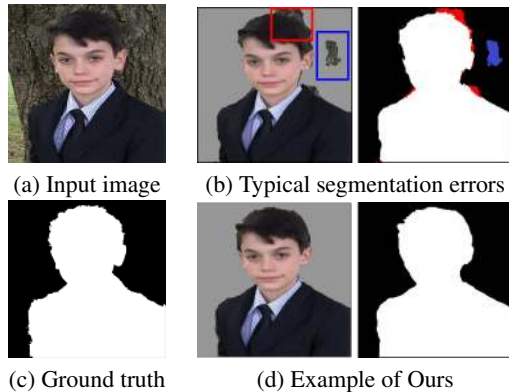 (a) Input image
(b) Typical segmentation errors
(c) Ground truth
(d) Example of Ours